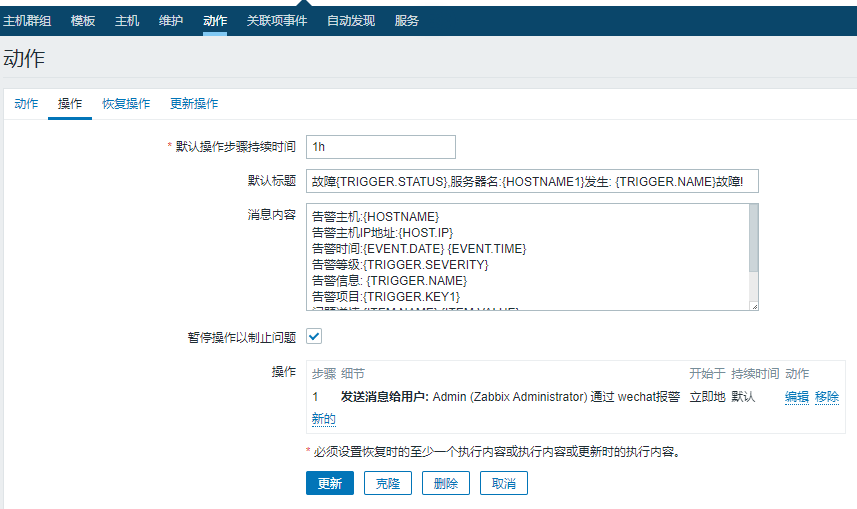 主机群组 模板 主机 维护 动作 关联项事件 自动发现 服务
动作
动作 操作 恢复操作 更新操作
* 默认操作步骤持续时间 1h
默认标题 故障{TRIGGER.STATUS},服务器名:{HOSTNAME1}发生: {TRIGGER.NAME}故障!
消息内容 告警主机:{HOSTNAME}
告警主机IP地址:{HOST.IP}
告警时间:{EVENT.DATE} {EVENT.TIME}
告警等级:{TRIGGER.SEVERITY}
告警信息: {TRIGGER.NAME}
告警项目:{TRIGGER.KEY1}
暂停操作以制止问题
操作 步骤 细节 开始于 持续时间 动作
1 发送消息给用户: Admin (Zabbix Administrator) 通过 wechat报警 立即地 默认 编辑 移除
新的
* 必须设置恢复时的至少一个执行内容或执行内容或更新时的执行内容。
更新 克隆 删除 取消